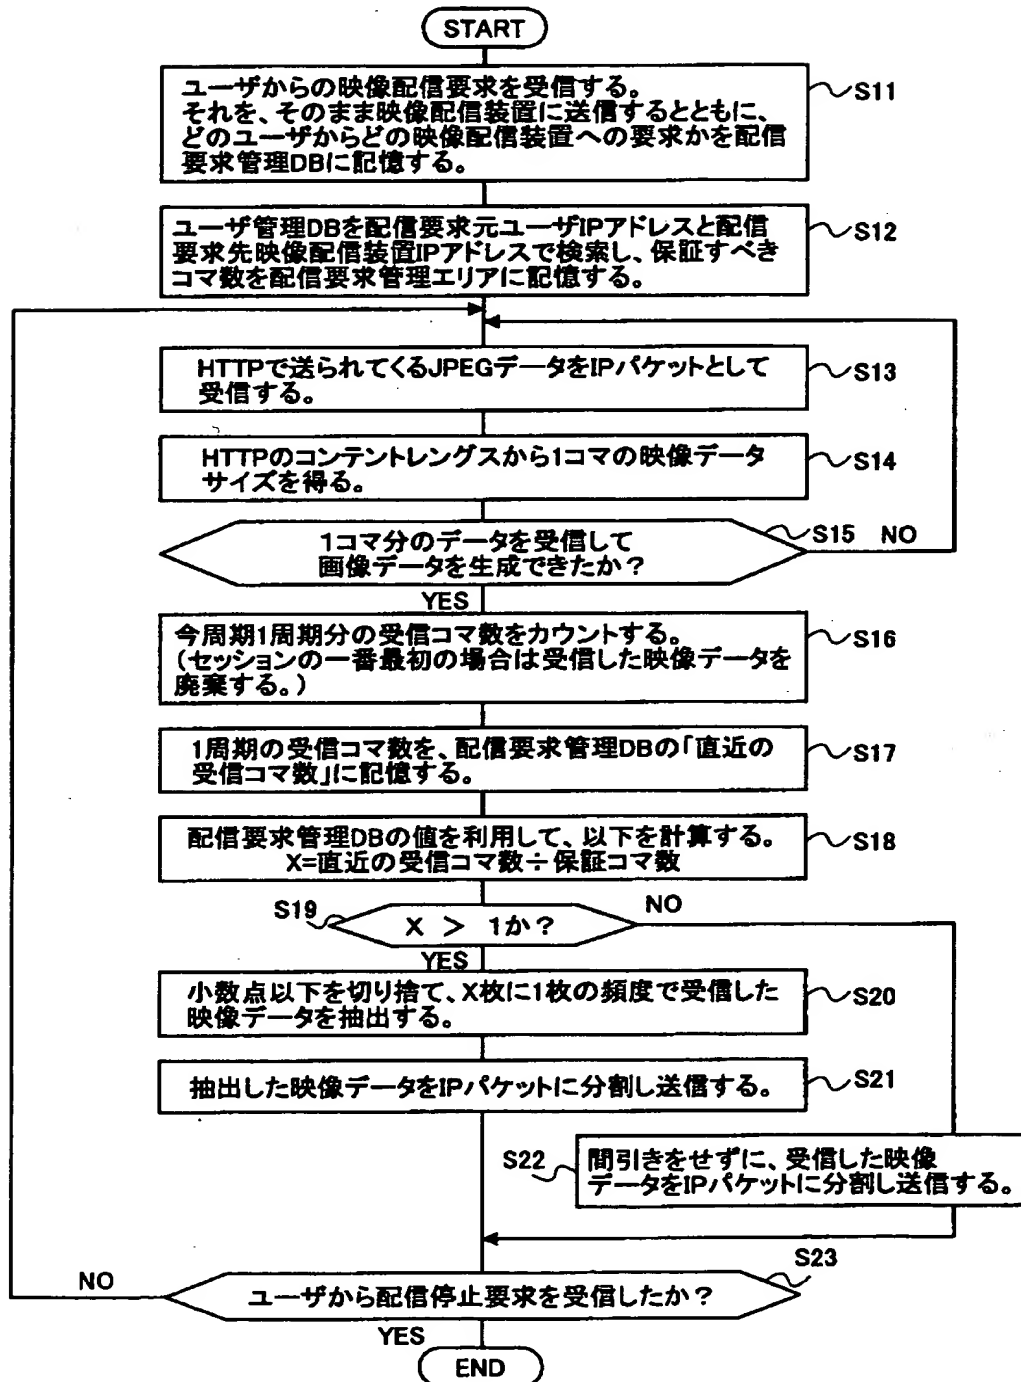 START
ユーザからの映像配信要求を受信する。
それを、そのまま映像配信装置に送信するとともに、
どのユーザからどの映像配信装置への要求かを配信
要求管理DBに記憶する。
S11
ユーザ管理DBを配信要求元ユーザIPアドレスと配信
要求先映像配信装置IPアドレスで検索し、保証すべき
コマ数を配信要求管理エリアに記憶する。
S12
HTTPで送られてくるJPEGデータをIPパケットとして
受信する。
S13
HTTPのコンテントレングスから1コマの映像データ
サイズを得る。
S14
1コマ分のデータを受信して
画像データを生成できたか?
S15 NO
YES
今周期1周期分の受信コマ数をカウントする。
(セッションの一番最初の場合は受信した映像データを
廃棄する。)
S16
1周期の受信コマ数を、配信要求管理DBの「直近の
受信コマ数」に記憶する。
S17
配信要求管理DBの値を利用して、以下を計算する。
X=直近の受信コマ数÷保証コマ数
S18
S19
X > 1か?
NO
YES
小数点以下を切り捨て、X枚に1枚の頻度で受信した
映像データを抽出する。
S20
抽出した映像データをIPパケットに分割し送信する。
S21
S22
間引きをせずに、受信した映像
データをIPパケットに分割し送信する。
S23
NO
ユーザから配信停止要求を受信したか?
YES
END